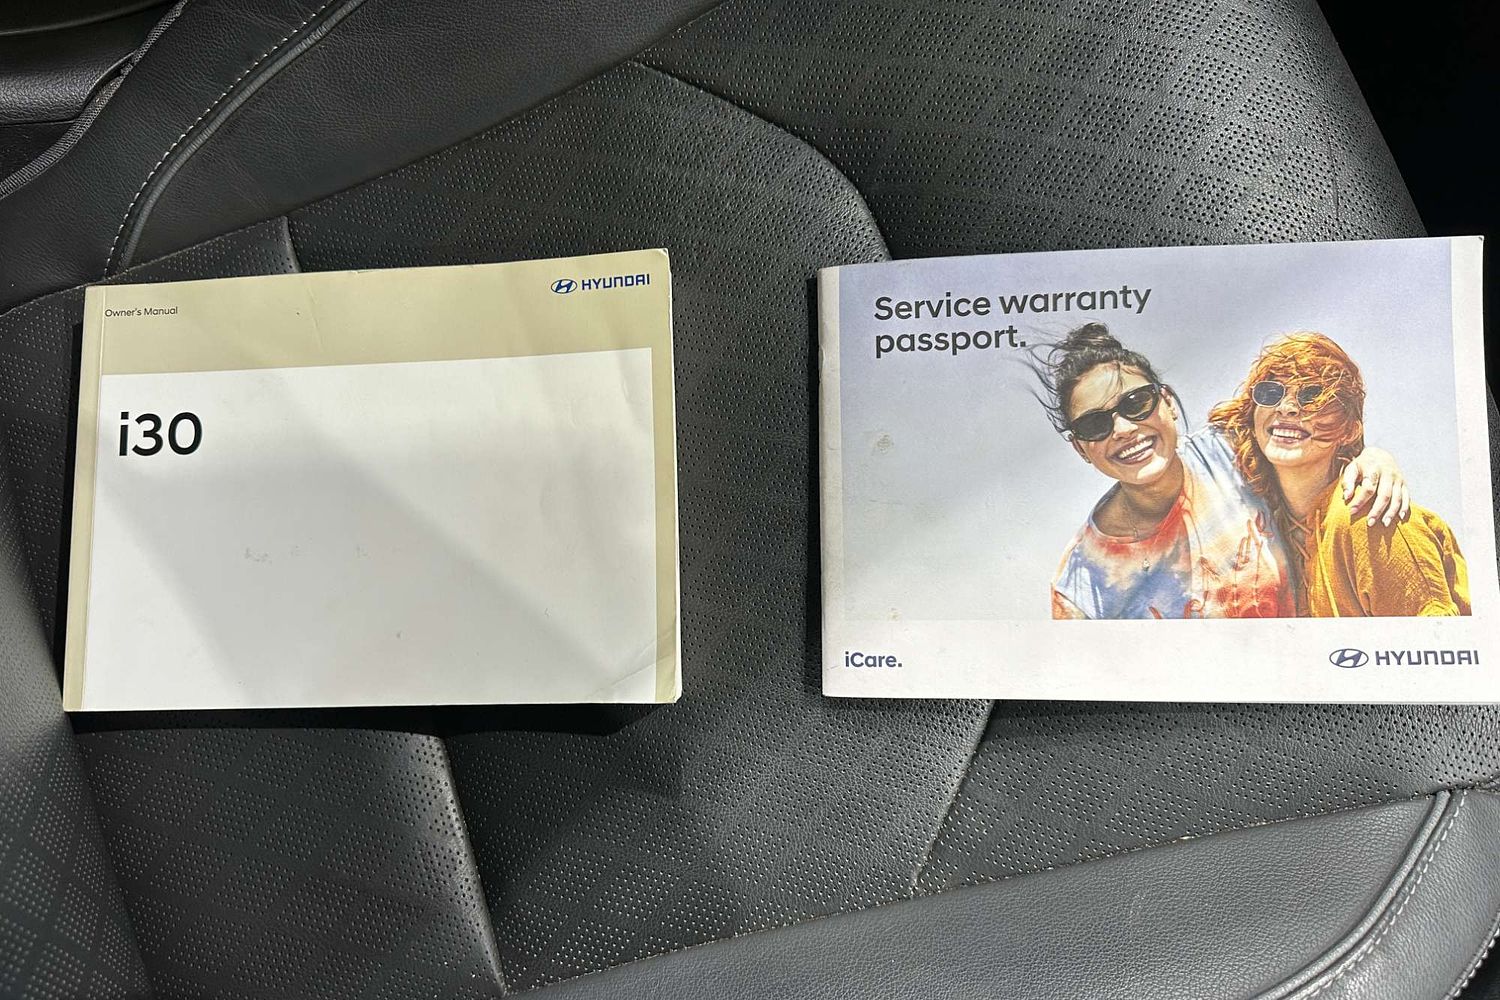 Owner's Manual
HYUNDAI
i30
Service warranty
passport.
iCare.
HYUNDAI